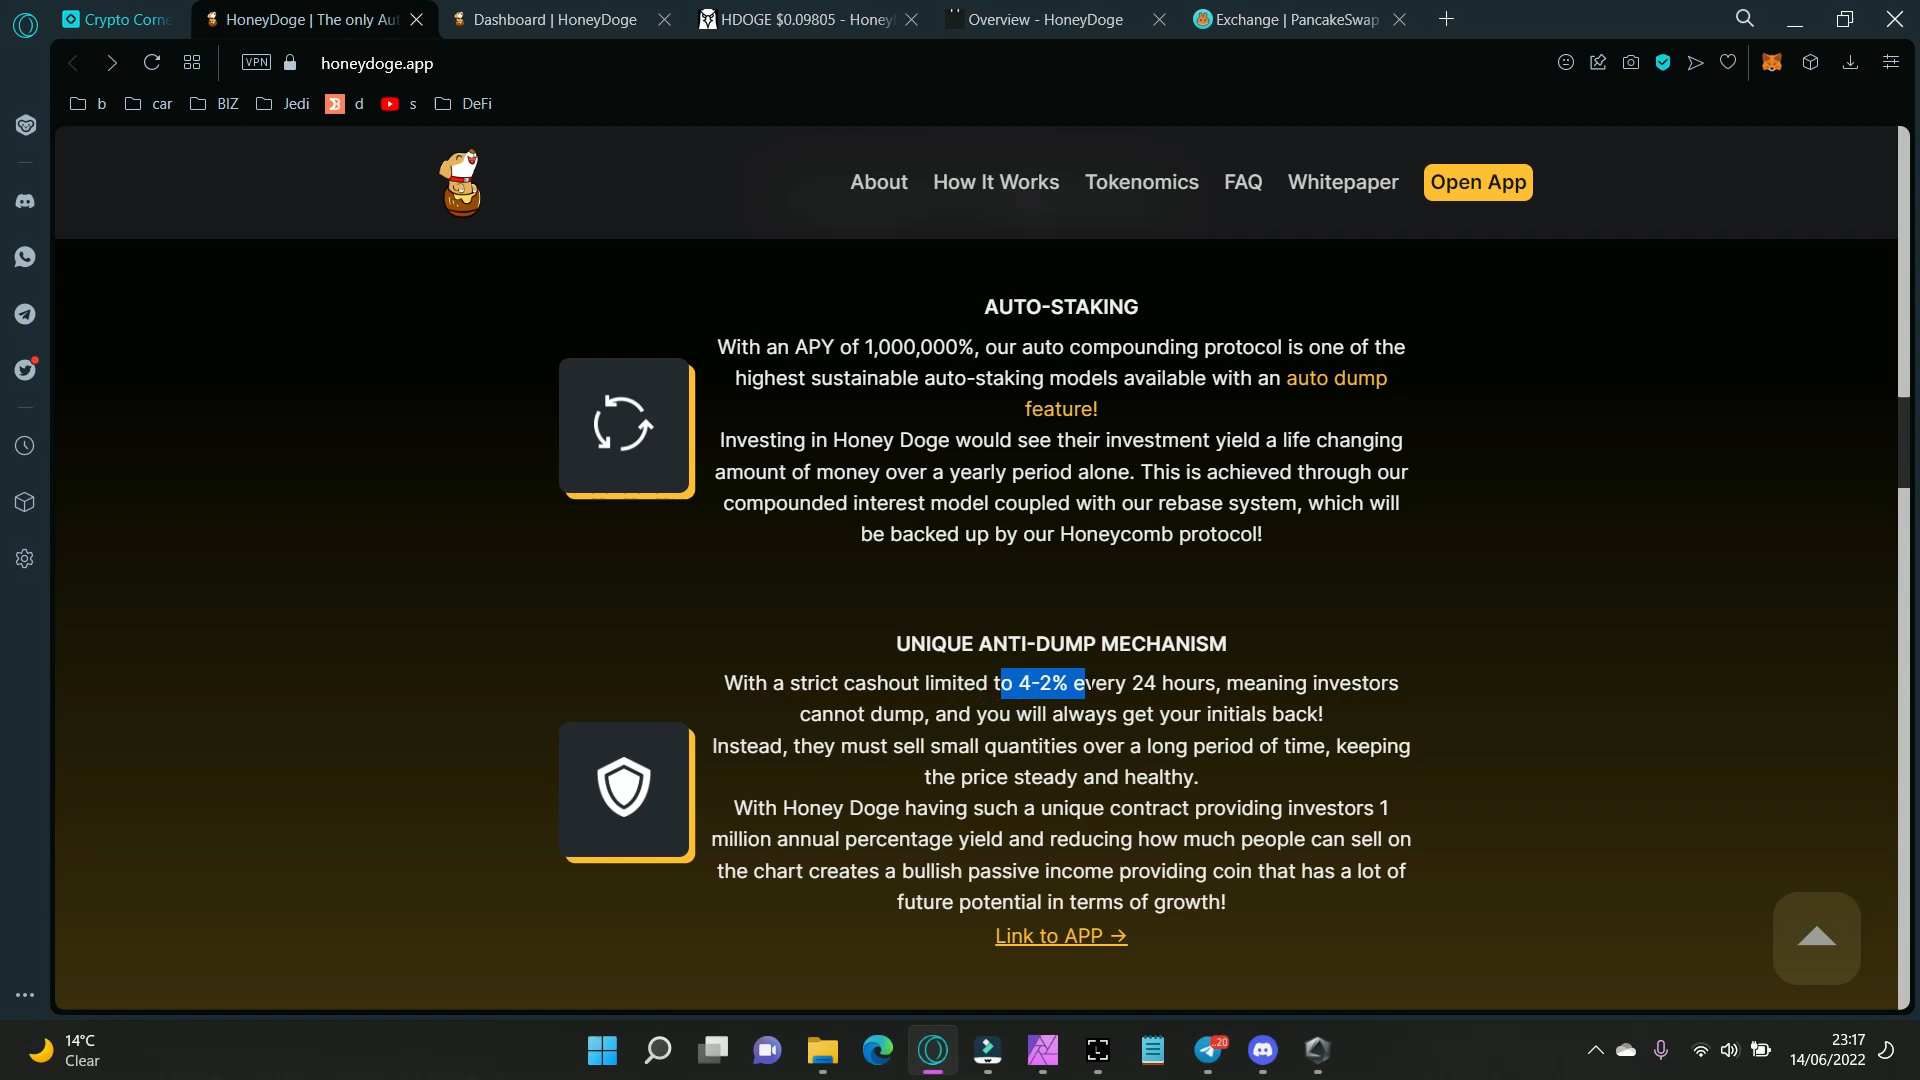 Crypto Corne
HoneyDoge | The only Aut
Dashboard | HoneyDoge
HDOGE $0.09805 - Honey
Overview - HoneyDoge
Exchange | PancakeSwap
VPN
honeydoge.app
b
car
BIZ
Jedi
d
s
DeFi
About
How It Works
Tokenomics
FAQ
Whitepaper
Open App
AUTO-STAKING
With an APY of 1,000,000%, our auto compounding protocol is one of the
highest sustainable auto-staking models available with an auto dump
feature!
Investing in Honey Doge would see their investment yield a life changing
amount of money over a yearly period alone. This is achieved through our
compounded interest model coupled with our rebase system, which will
be backed up by our Honeycomb protocol!
UNIQUE ANTI-DUMP MECHANISM
With a strict cashout limited to 4-2% every 24 hours, meaning investors
cannot dump, and you will always get your initials back!
Instead, they must sell small quantities over a long period of time, keeping
the price steady and healthy.
With Honey Doge having such a unique contract providing investors 1
million annual percentage yield and reducing how much people can sell on
the chart creates a bullish passive income providing coin that has a lot of
future potential in terms of growth!
Link to APP →
14°C
Clear
20
23:17
14/06/2022